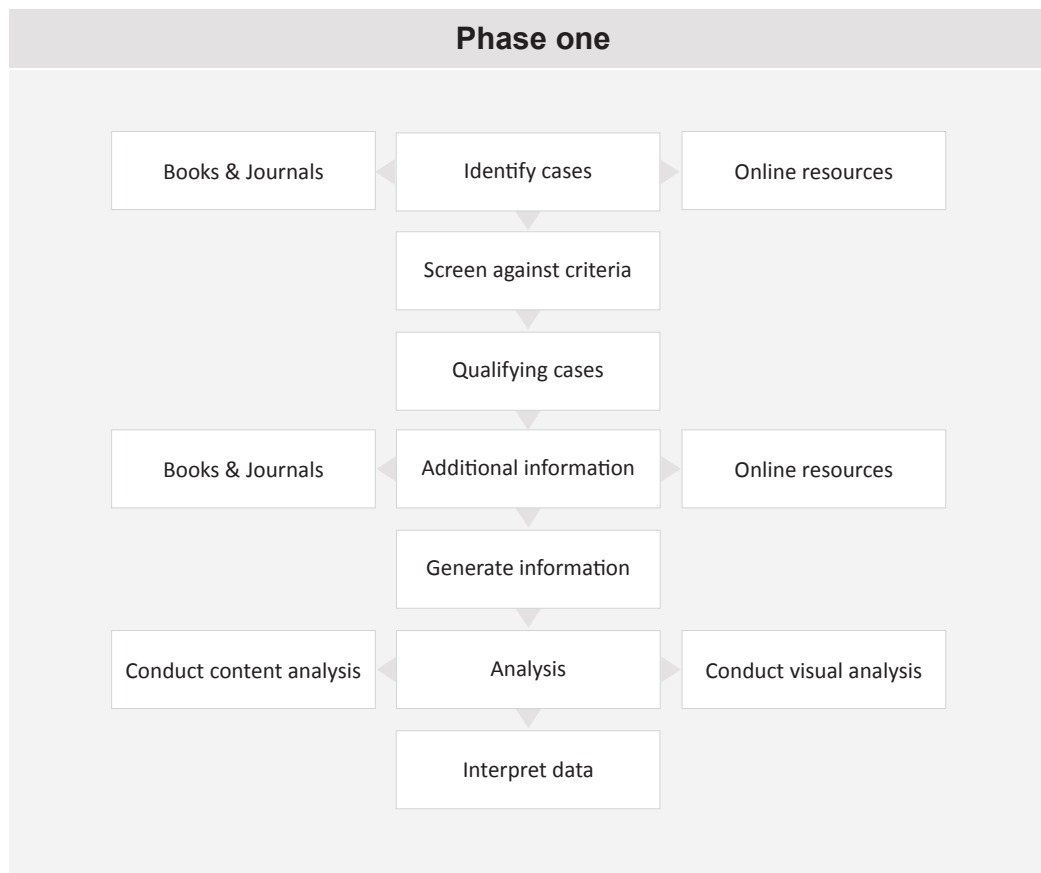 Phase one
Books & Journals
Identify cases
Online resources
Screen against criteria
Qualifying cases
Books & Journals
Additional information
Online resources
Generate information
Conduct content analysis
Analysis
Conduct visual analysis
Interpret data